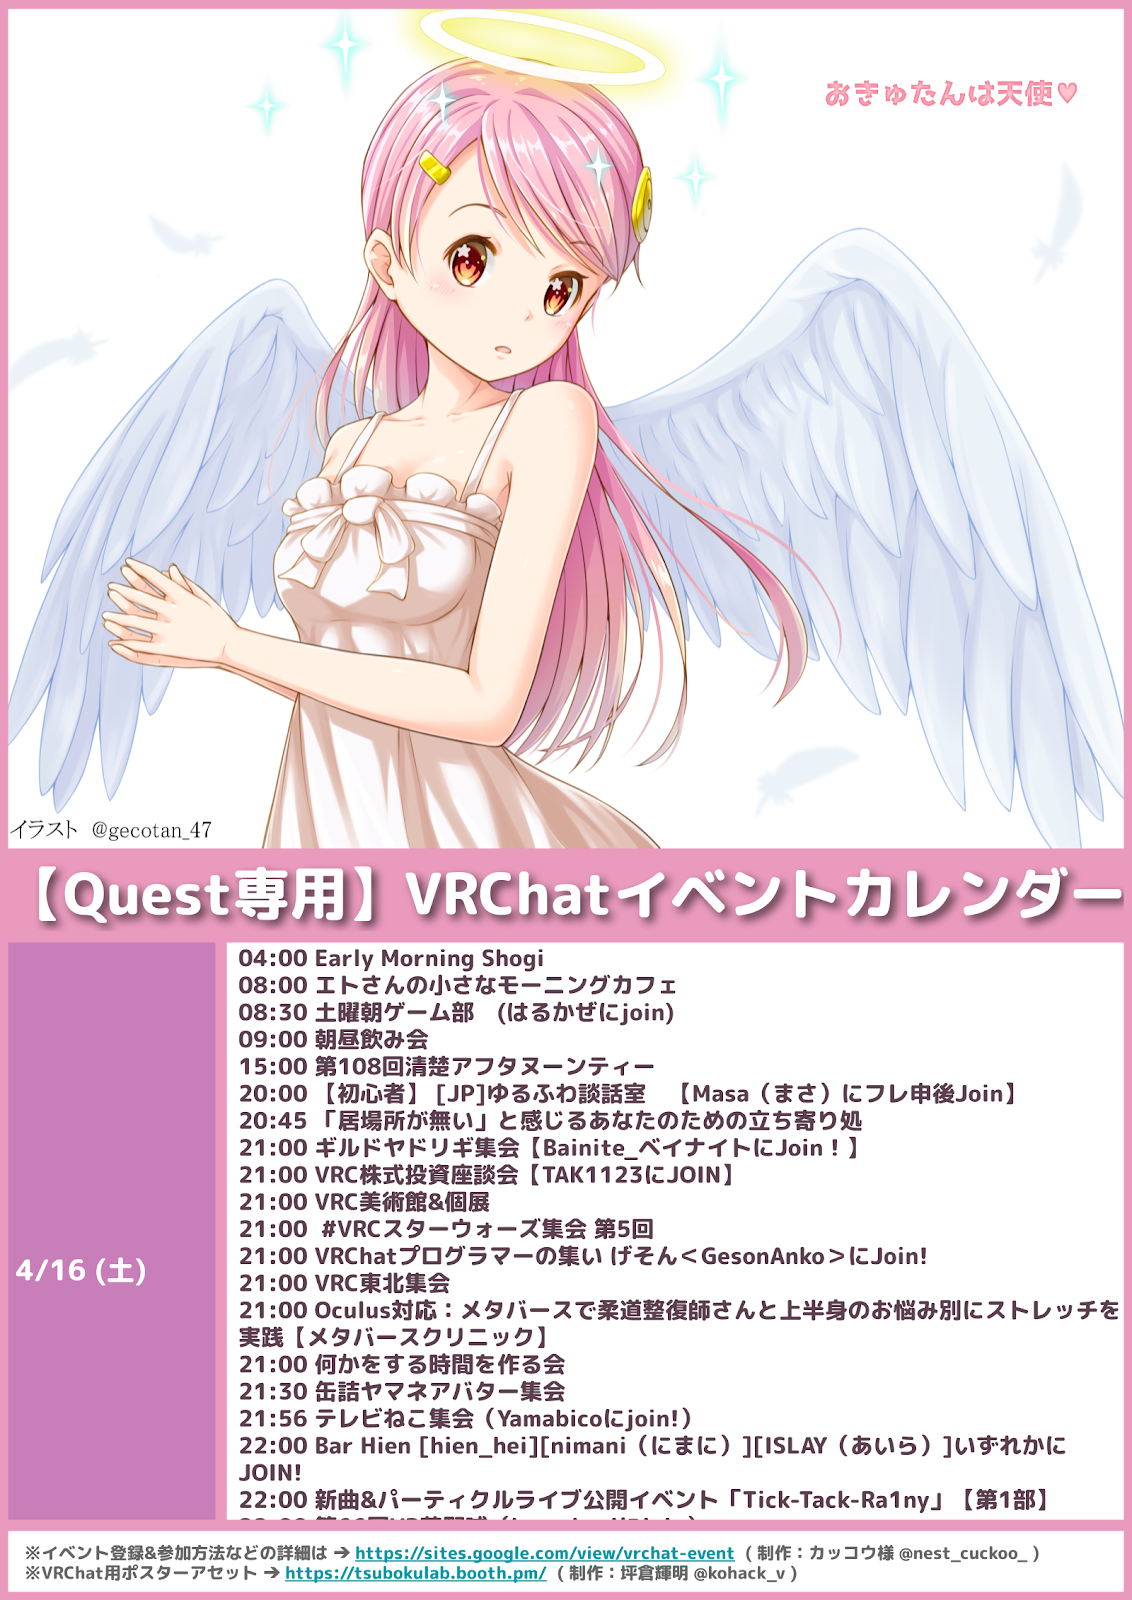 おきゅたんは天使♥
イラスト @gecotan_47
【Quest専用】VRChatイベントカレンダー
4/16 (土)
04:00 Early Morning Shogi
08:00 エトさんの小さなモーニングカフェ
08:30 土曜朝ゲーム部　(はるかぜにjoin)
09:00 朝昼飲み会
15:00 第108回清楚アフタヌーンティー
20:00 【初心者】 [JP]ゆるふわ談話室　【Masa（まさ）にフレ申後Join】
20:45 「居場所が無い」と感じるあなたのための立ち寄り処
21:00 ギルドヤドリギ集会【Bainite_ベイナイトにJoin！】
21:00 VRC株式投資座談会【TAK1123にJOIN】
21:00 VRC美術館&個展
21:00 #VRCスターウォーズ集会 第5回
21:00 VRChatプログラマーの集い げそん＜GesonAnko＞にJoin!
21:00 VRC東北集会
21:00 Oculus対応：メタバースで柔道整復師さんと上半身のお悩み別にストレッチを
実践【メタバースクリニック】
21:00 何かをする時間を作る会
21:30 缶詰ヤマネアバター集会
21:56 テレビねこ集会（Yamabicoにjoin!）
22:00 Bar Hien [hien_hei][nimani（にまに）][ISLAY（あいら）]いずれかに
JOIN!
22:00 新曲&パーティクルライブ公開イベント「Tick-Tack-Ra1ny」【第1部】
※イベント登録&参加方法などの詳細は → https://sites.google.com/view/vrchat-event （ 制作：カッコウ様 @nest_cuckoo_ ）
※VRChat用ポスターアセット → https://tsubokulab.booth.pm/ （ 制作：坪倉輝明 @kohack_v ）